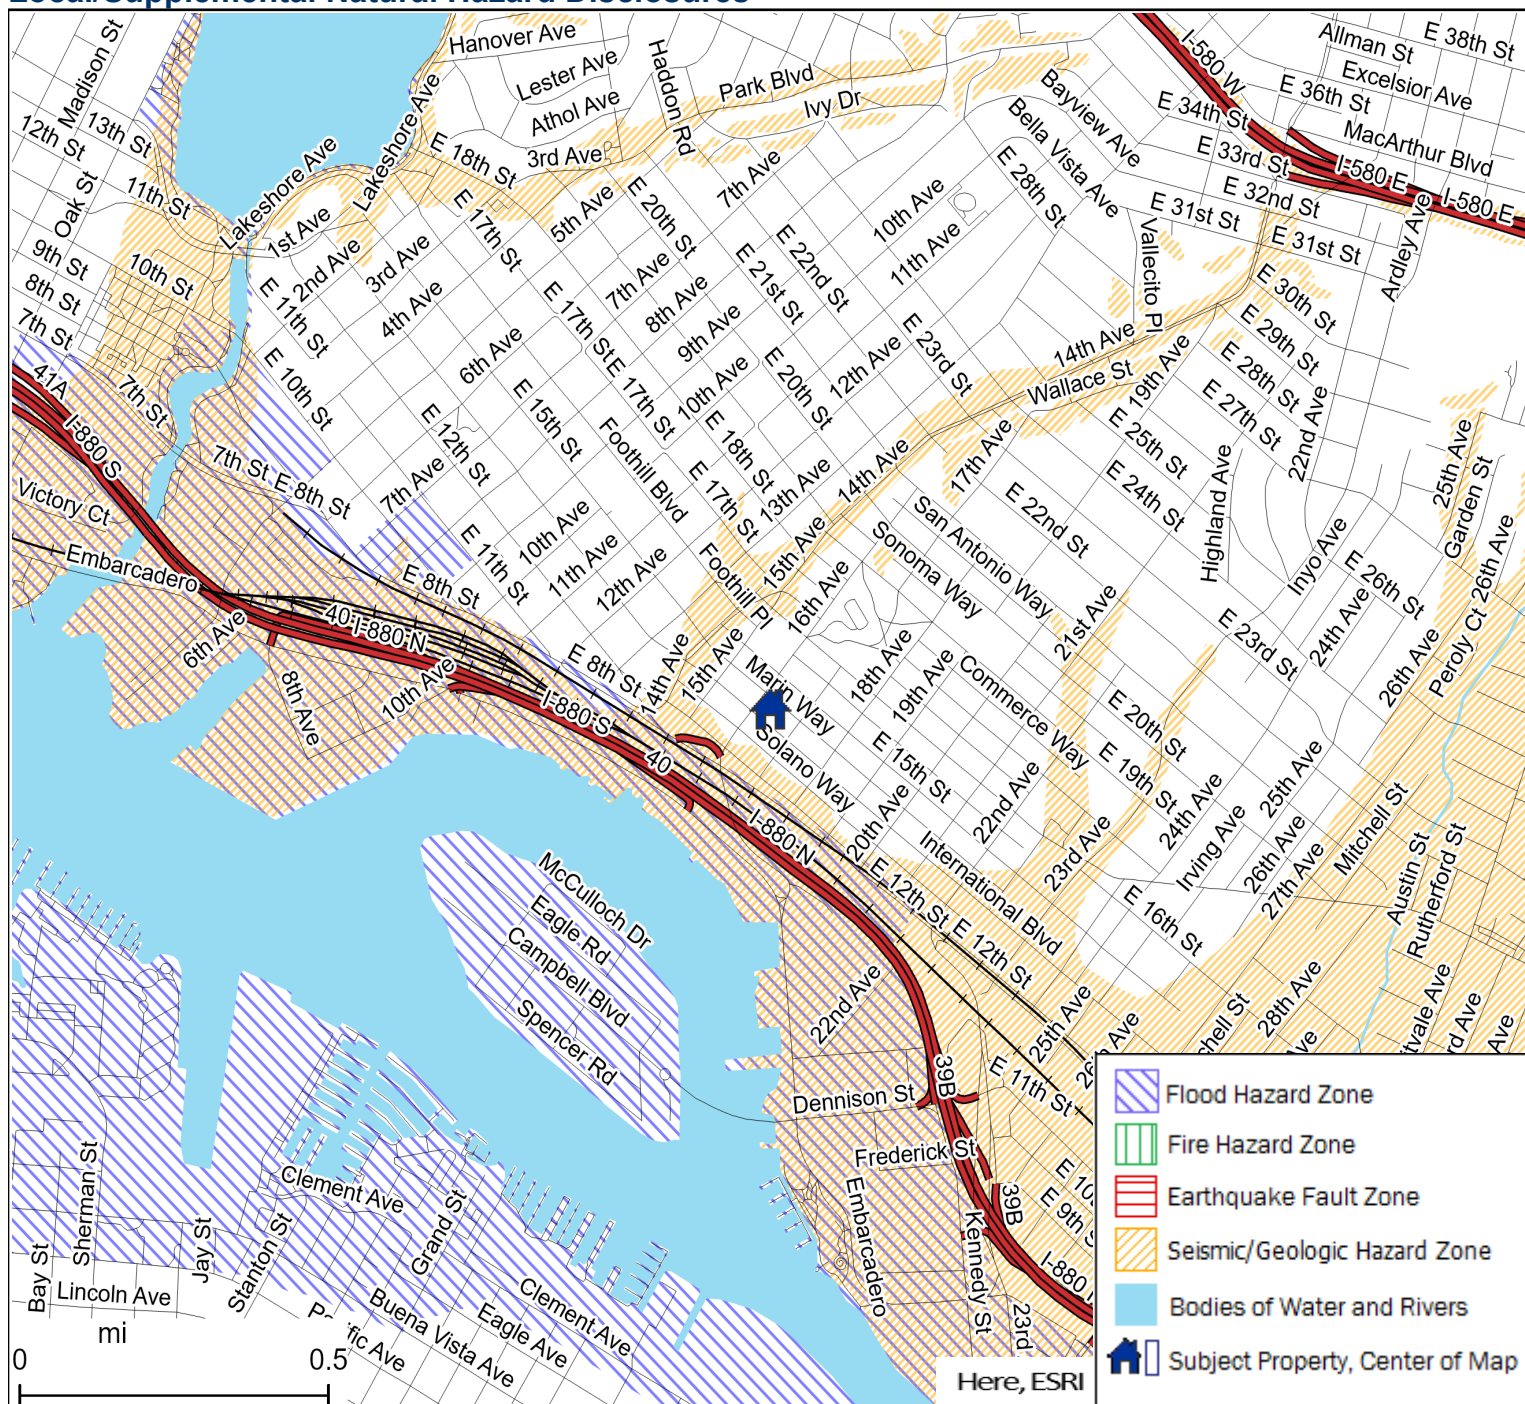 Local/Supplemental Natural Hazard Disclosures
Hanover Ave
Lester Ave
Athol Ave
Haddon Rd
Park Blvd
Ivy Dr
3rd Ave
Madison St
13th St
12th St
11th St
Oak St
9th St
8th St
7th St
10th St
Lakeshore Ave
Lakeshore Ave
E 18th St
1st Ave
2nd Ave
3rd Ave
4th Ave
E 17th St
5th Ave
E 20th St
7th Ave
7th Ave
8th Ave
9th Ave
10th Ave
E 21st St
E 22nd St
10th Ave
11th Ave
E 28th St
Bella Vista Ave
Bayview Ave
I-580 W
Allman St
E 38th St
Excelsior Ave
E 36th St
E 34th St
MacArthur Blvd
E 33rd St
I-580 E
I-580 E
E 32nd St
E 31st St
E 31st St
Ardley Ave
Vallecito Pl
E 30th St
E 29th St
E 28th St
E 27th St
22nd Ave
14th Ave
Wallace St
E 19th Ave
E 25th St
E 24th St
E 23rd St
12th Ave
E 20th St
E 11th St
E 10th St
6th Ave
E 17th St
E 17th St
E 15th St
E 12th St
Foothill Blvd
E 18th St
E 17th St
13th Ave
14th Ave
17th Ave
E 22nd St
San Antonio Way
Sonoma Way
Highland Ave
Inyo Ave
25th Ave
Garden St
26th Ave
E 26th St
24th Ave
E 23rd St
26th Ave
Peroly Ct
41A
I-880 S
7th St
7th St
E 8th St
Victory Ct
Embarcadero
7th Ave
E 11th St
10th Ave
11th Ave
12th Ave
E 8th St
Foothill Pl
15th Ave
16th Ave
21st Ave
40
I-880 N
6th Ave
8th Ave
10th Ave
E 8th St
14th Ave
15th Ave
Marin Way
18th Ave
19th Ave
Commerce Way
E 20th St
E 19th St
I-880 S
40
Solano Way
E 15th St
20th Ave
22nd Ave
24th Ave
25th Ave
Irving Ave
26th Ave
27th Ave
Mitchell St
Austin St
Rutherford St
23rd Ave
E 16th St
International Blvd
I-880 N
E 12th St
E 12th St
McCulloch Dr
Eagle Rd
Campbell Blvd
Spencer Rd
22nd Ave
25th Ave
28th Ave
39B
E 11th St
Dennison St
Frederick St
Embarcadero
Kennedy St
39B
E 9th S
I-880
23rd
Clement Ave
Grand St
Sherman St
Jay St
Stanton St
Bay St
Lincoln Ave
Buena Vista Ave
Eagle Ave
Clement Ave
mi
0 0.5
Here, ESRI
Flood Hazard Zone
Fire Hazard Zone
Earthquake Fault Zone
Seismic/Geologic Hazard Zone
Bodies of Water and Rivers
Subject Property, Center of Map